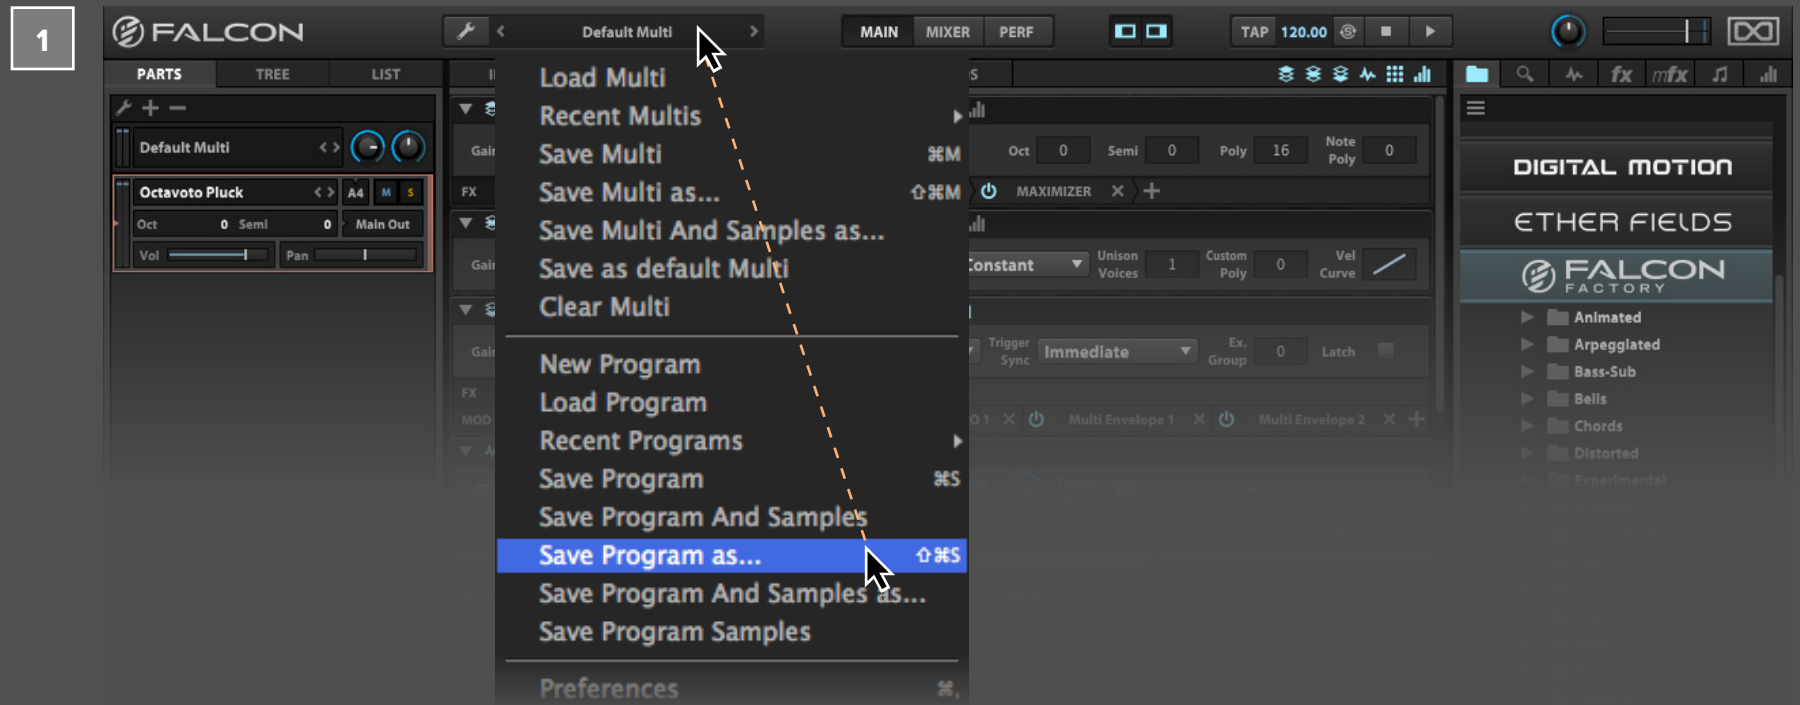 1
FALCON
Default Multi
MAIN MIXER PERF
TAP 120.00
PARTS TREE LIST
fx mfx
Default Multi
Octavoto Pluck A4 M S
Oct 0 Semi 0 Main Out
Vol Pan
Load Multi
Recent Multis
Save Multi ⌘M
Save Multi as... ⇧⌘M
Save Multi And Samples as...
Save as default Multi
Clear Multi
New Program
Load Program
Recent Programs
Save Program ⌘S
Save Program And Samples
Save Program as... ⇧⌘S
Save Program And Samples as...
Save Program Samples
Preferences ⌘,
Oct 0 Semi 0 Poly 16 Note Poly 0
FX MAXIMIZER
Constant Unison Voices 1 Custom Poly 0 Vel Curve
Trigger Sync Immediate Ex. Group 0 Latch
FX
MOD Multi Envelope 1 Multi Envelope 2
DIGITAL MOTION
ETHER FIELDS
FALCON
FACTORY
Animated
Arpeggiated
Bass-Sub
Bells
Chords
Distorted
Experimental